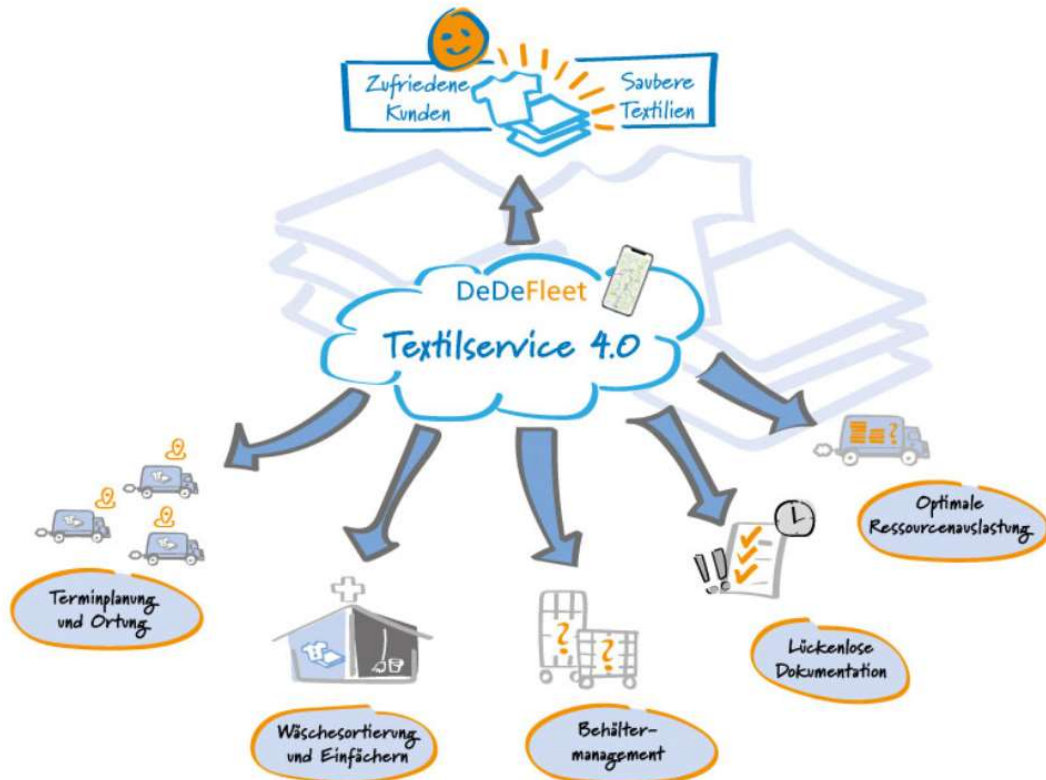 Zufriedene
Kunden
Saubere
Textilien
DeDeFleet
Textilservice 4.0
Optimale
Ressourcenauslastung
Terminplanung
und Ortung
Lückenlose
Dokumentation
Wäschesortierung
und Einfächern
Behälter-
management